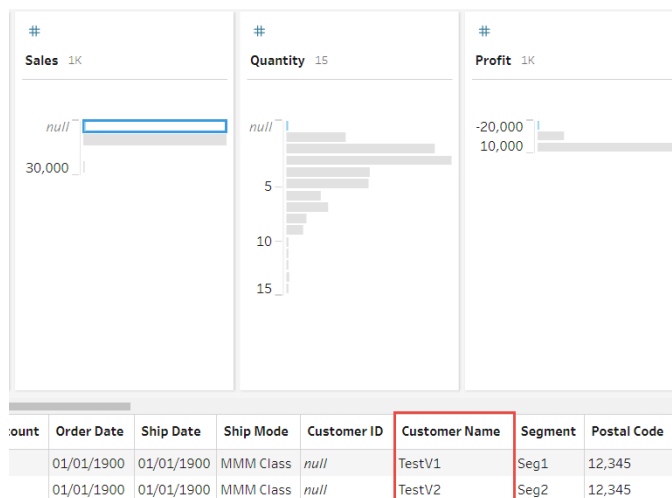 # # #
Sales 1K Quantity 15 Profit 1K
null null -20,000
10,000
30,000
5
10
15
ount Order Date Ship Date Ship Mode Customer ID Customer Name Segment Postal Code
01/01/1900 01/01/1900 MMM Class null TestV1 Seg1 12,345
01/01/1900 01/01/1900 MMM Class null TestV2 Seg2 12,345